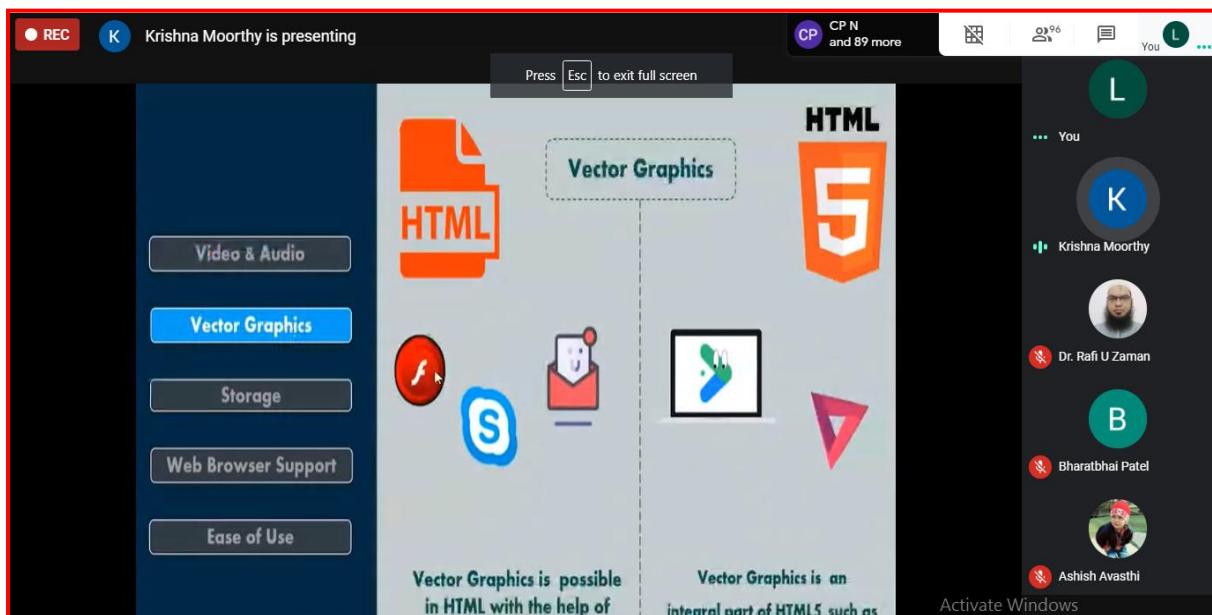 REC
K
Krishna Moorthy is presenting
CP
CP N
and 89 more
96
You
L
Press Esc to exit full screen
HTML
5
HTML
Vector Graphics
Video & Audio
Vector Graphics
Storage
Web Browser Support
Ease of Use
f
S
Vector Graphics is possible
in HTML with the help of
Vector Graphics is an
integral part of HTML5 such as
L
You
K
Krishna Moorthy
Dr. Rafi U Zaman
B
Bharatbhai Patel
Ashish Avasthi
Activate Windows